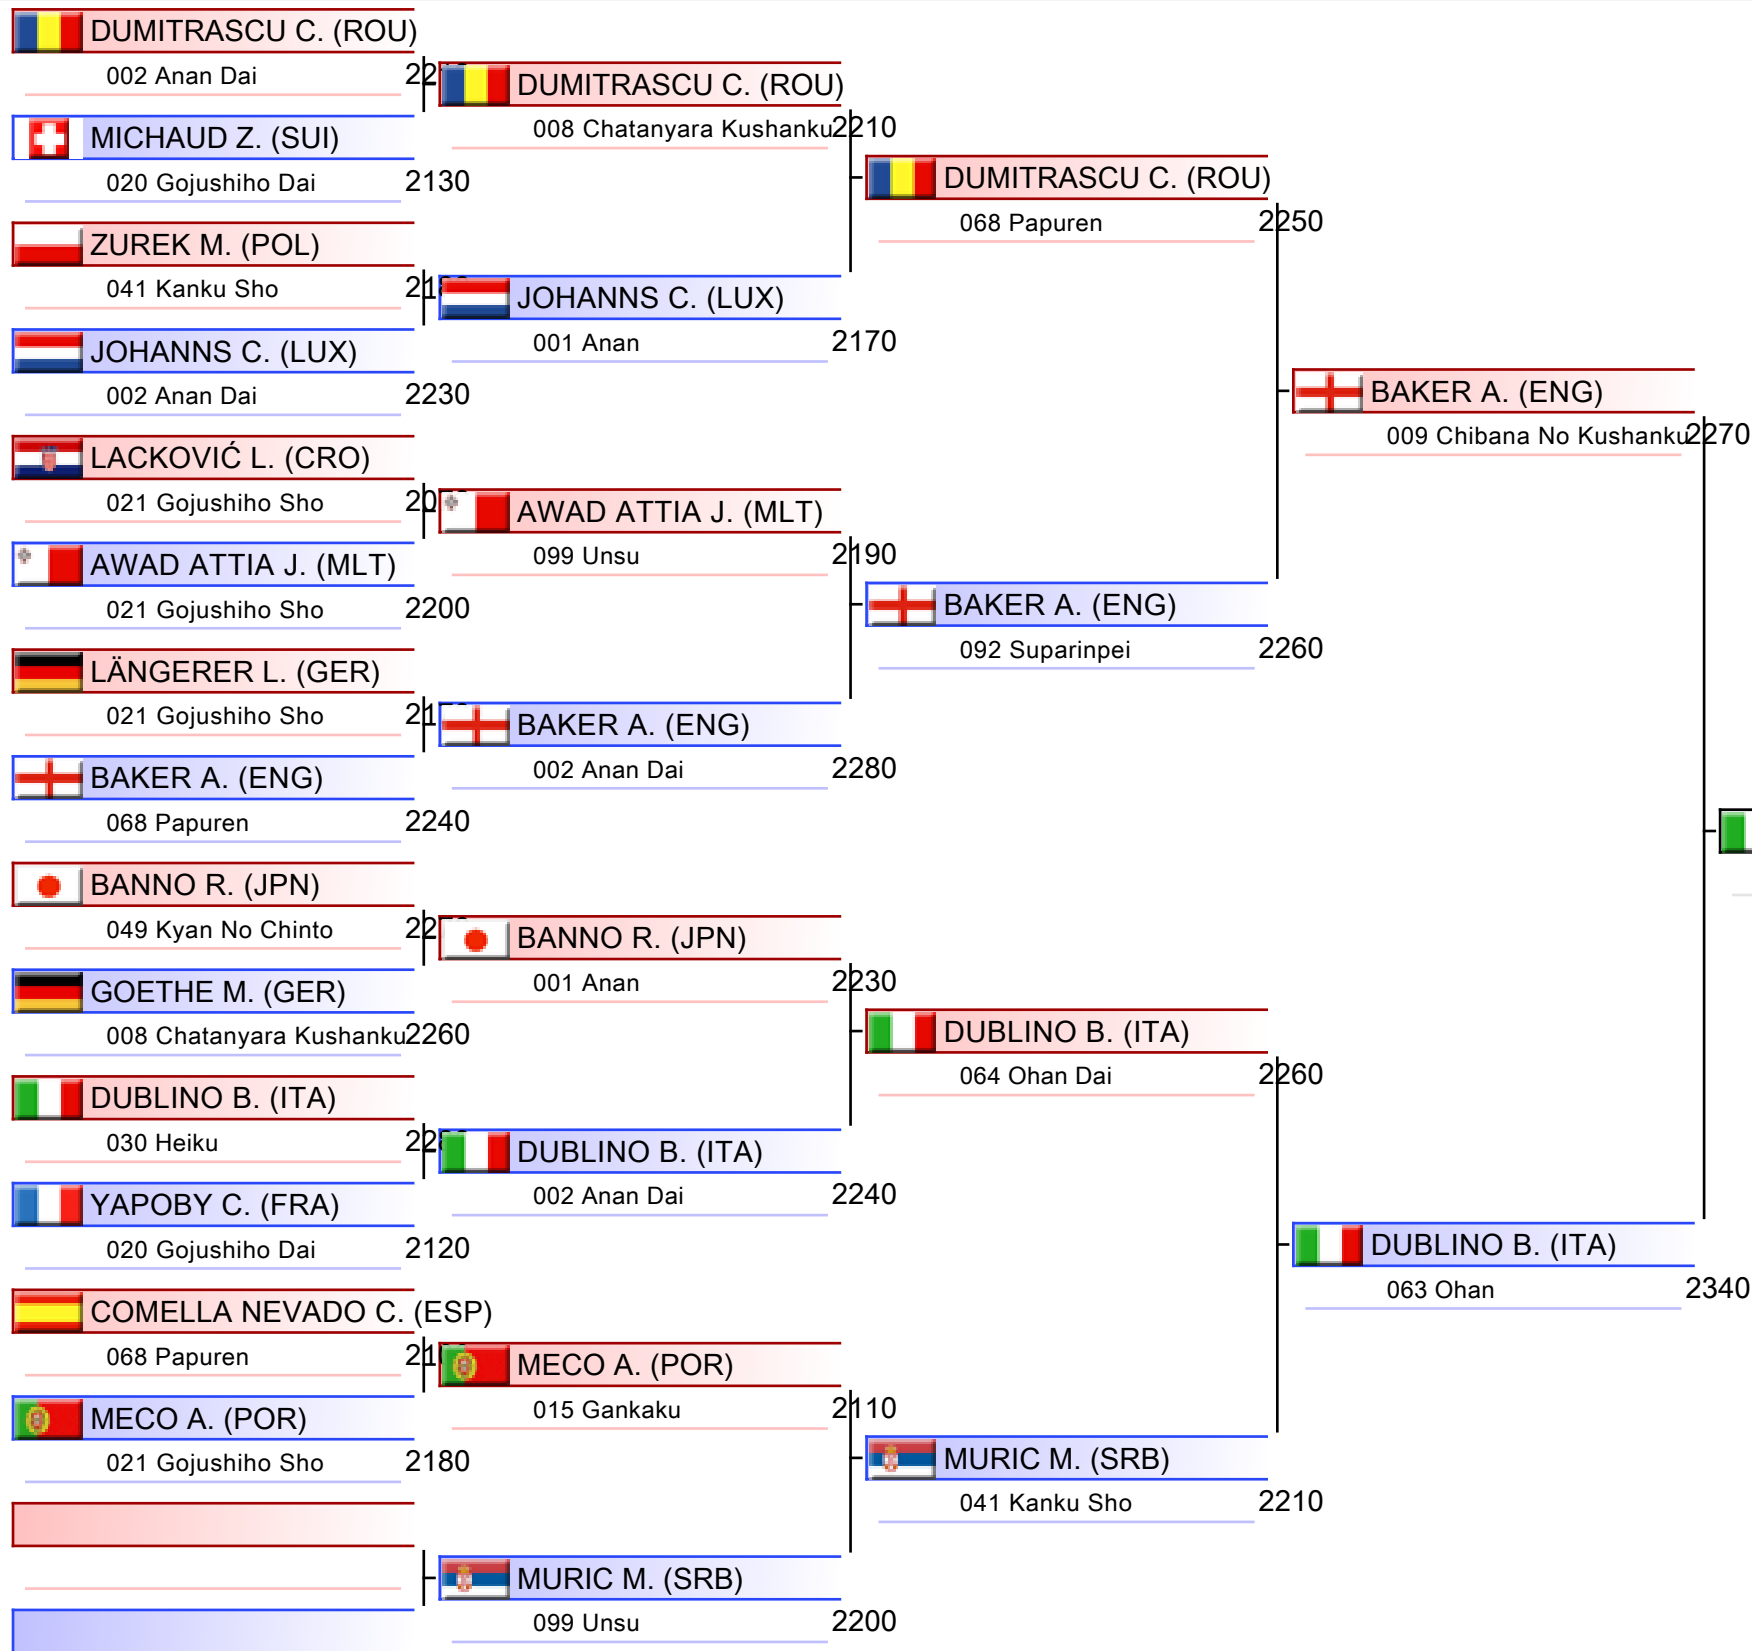 DUMITRASCU C. (ROU)
002 Anan Dai
MICHAUD Z. (SUI)
020 Gojushiho Dai 2130
ZUREK M. (POL)
041 Kanku Sho
JOHANNS C. (LUX)
002 Anan Dai 2230
LACKOVIĆ L. (CRO)
021 Gojushiho Sho
AWAD ATTIA J. (MLT)
021 Gojushiho Sho 2200
LÄNGERER L. (GER)
021 Gojushiho Sho
BAKER A. (ENG)
068 Papuren 2240
BANNO R. (JPN)
049 Kyan No Chinto
GOETHE M. (GER)
008 Chatanyara Kushanku 2260
DUBLINO B. (ITA)
030 Heiku
YAPOBY C. (FRA)
020 Gojushiho Dai 2120
COMELLA NEVADO C. (ESP)
068 Papuren
MECO A. (POR)
021 Gojushiho Sho 2180
DUMITRASCU C. (ROU)
008 Chatanyara Kushanku 2210
JOHANNS C. (LUX)
001 Anan 2170
AWAD ATTIA J. (MLT)
099 Unsu 2190
BAKER A. (ENG)
002 Anan Dai 2280
BANNO R. (JPN)
001 Anan 2230
DUBLINO B. (ITA)
002 Anan Dai 2240
MECO A. (POR)
015 Gankaku 2110
MURIC M. (SRB)
099 Unsu 2200
DUMITRASCU C. (ROU)
068 Papuren 2250
BAKER A. (ENG)
092 Suparinpei 2260
DUBLINO B. (ITA)
064 Ohan Dai 2260
MURIC M. (SRB)
041 Kanku Sho 2210
BAKER A. (ENG)
009 Chibana No Kushanku 2270
DUBLINO B. (ITA)
063 Ohan 2340